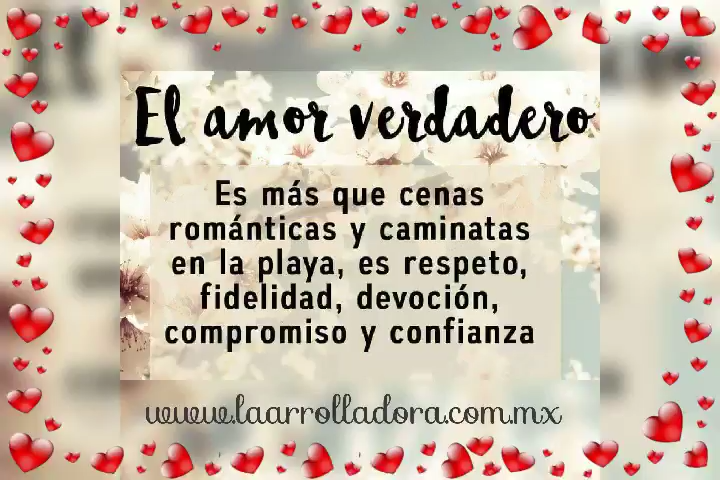 El amor verdadero
Es más que cenas
románticas y caminatas
en la playa, es respeto,
fidelidad, devoción,
compromiso y confianza
www.laarrolladora.com.mx